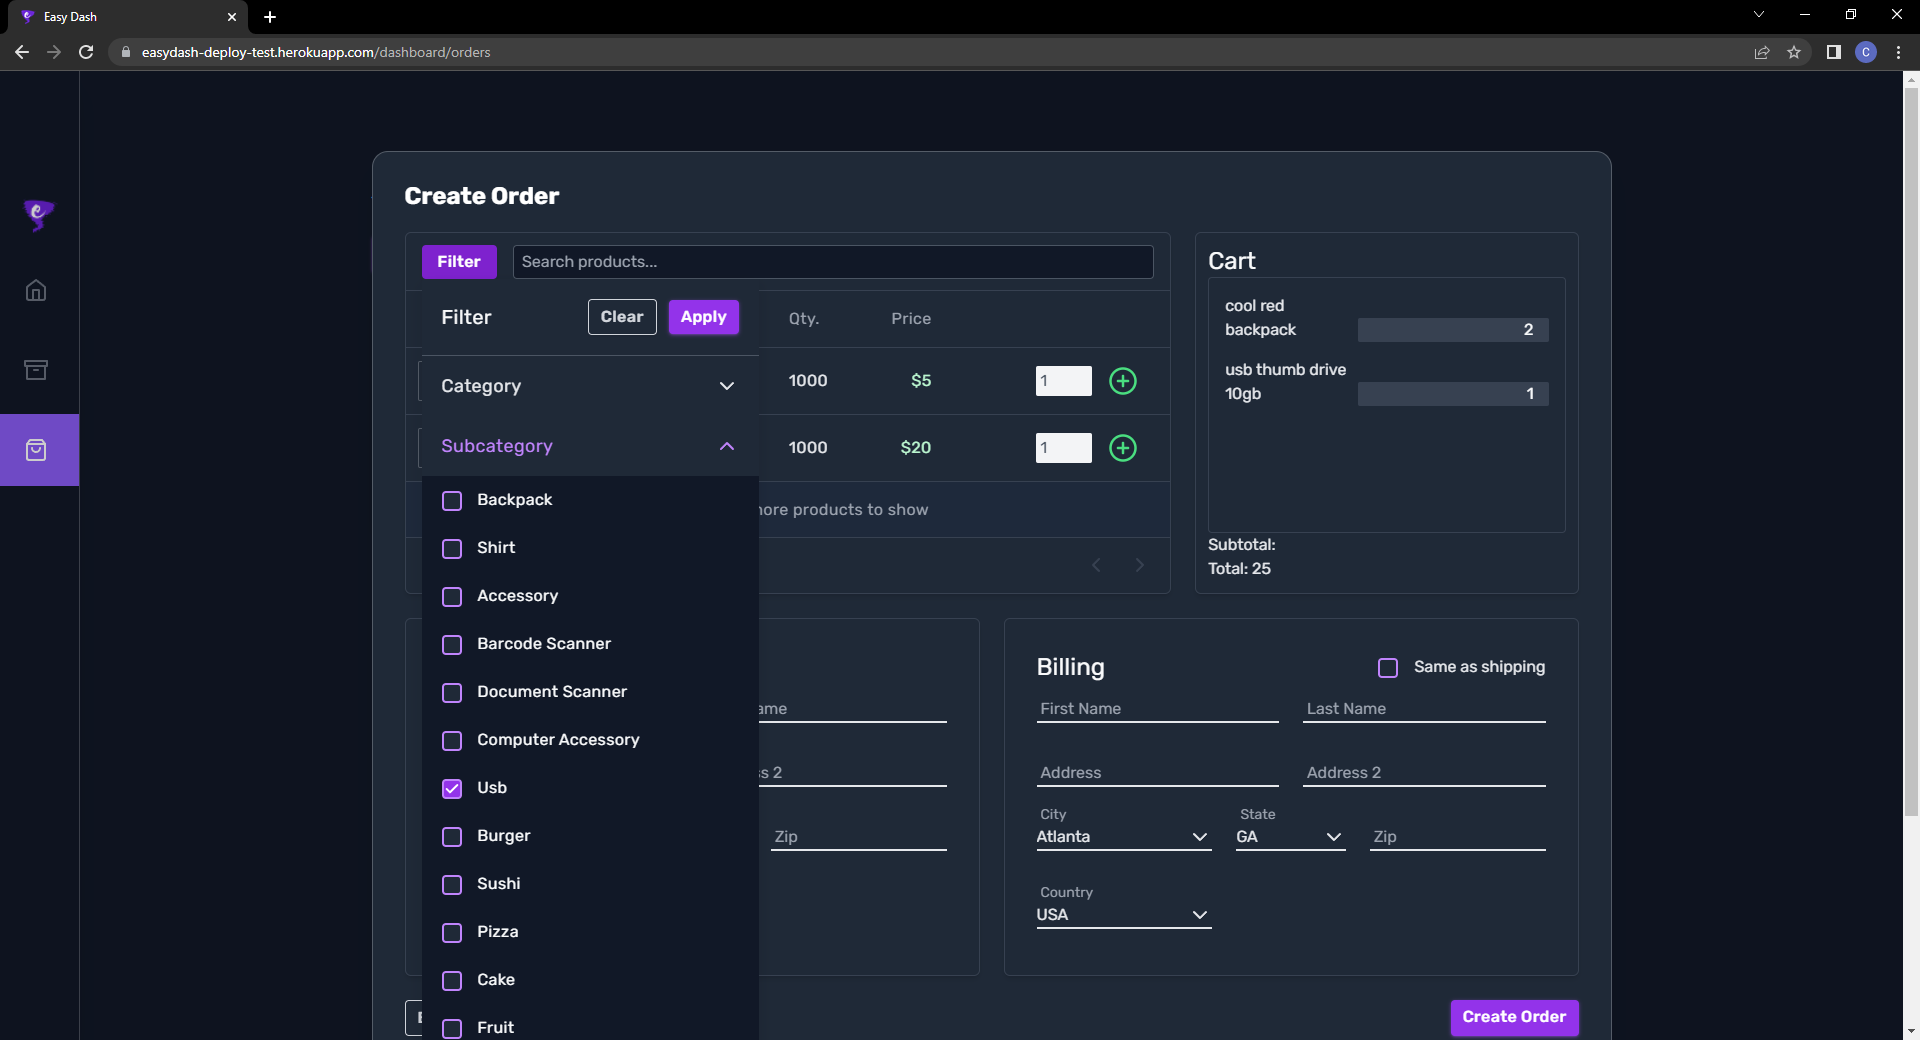 Easy Dash
easydash-deploy-test.herokuapp.com/dashboard/orders
C
Create Order
Filter
Search products...
Filter
Clear
Apply
Qty.
Price
Category
1000
$5
1
Subcategory
1000
$20
1
Backpack
more products to show
Shirt
Accessory
Barcode Scanner
Document Scanner
Computer Accessory
Usb
Burger
Sushi
Pizza
Cake
Fruit
Cart
cool red
backpack
2
usb thumb drive
10gb
1
Subtotal:
Total: 25
Zip
Billing
Same as shipping
First Name
Last Name
Address
Address 2
City
State
Atlanta
GA
Zip
Country
USA
Create Order